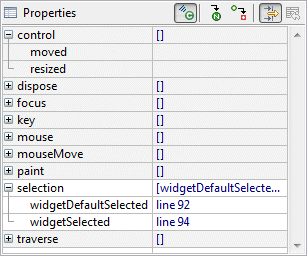 Properties
control []
moved
resized
dispose []
focus []
key []
mouse []
mouseMove []
paint []
selection [widgetDefaultSelecte...
widgetDefaultSelected line 92
widgetSelected line 94
traverse []